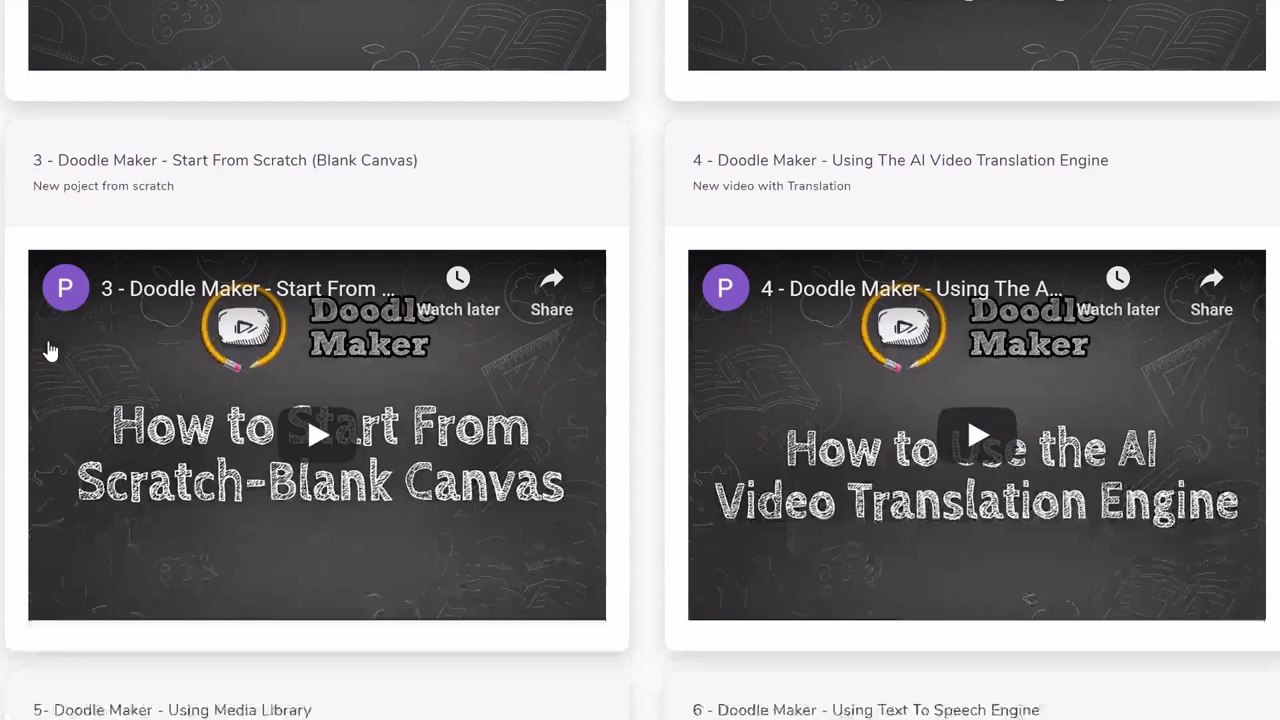 3 - Doodle Maker - Start From Scratch (Blank Canvas)
New poject from scratch
P
3 - Doodle Maker - Start From ...
Watch later
Share
Doodle
Maker
How to Start From
Scratch-Blank Canvas
4 - Doodle Maker - Using The AI Video Translation Engine
New video with Translation
P
4 - Doodle Maker - Using The A...
Watch later
Share
Doodle
Maker
How to Use the AI
Video Translation Engine
5- Doodle Maker - Using Media Library
6 - Doodle Maker - Using Text To Speech Engine